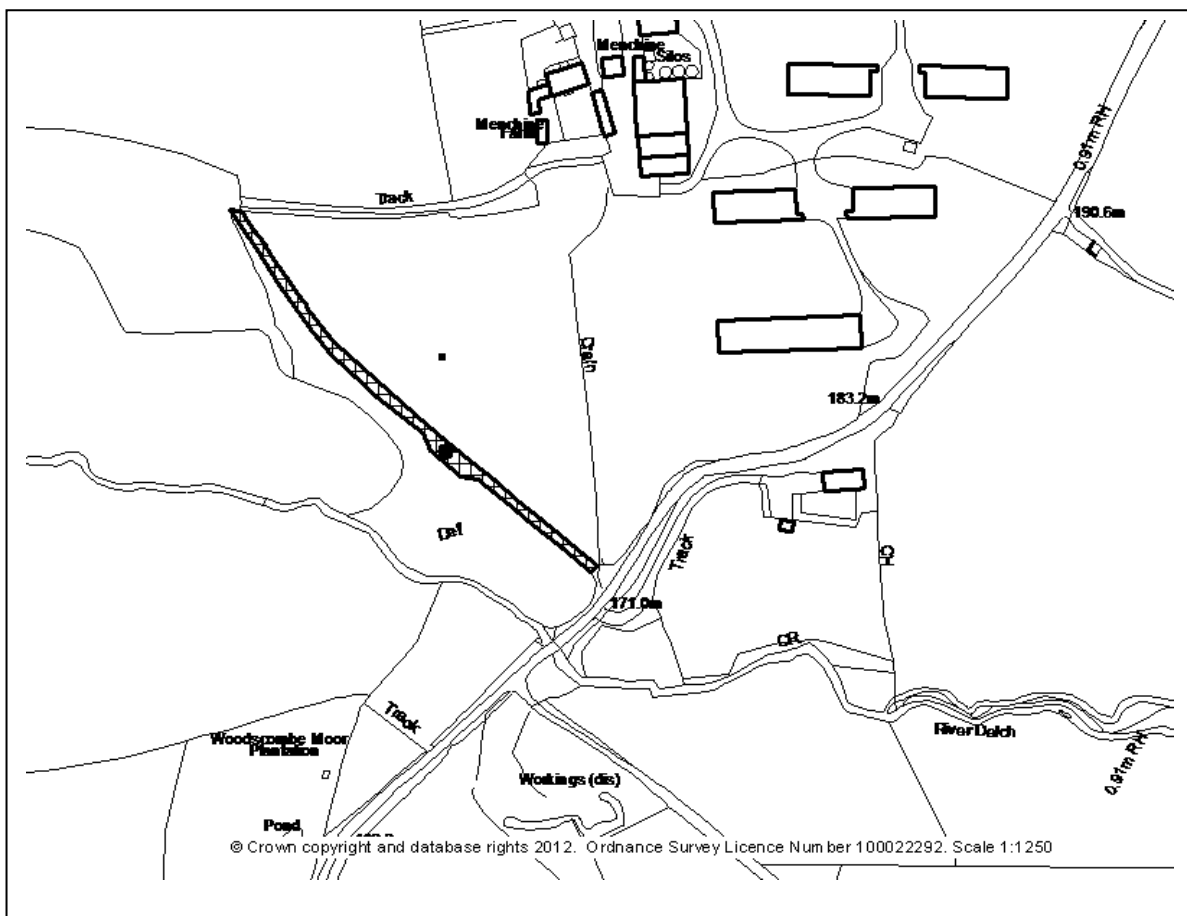 Menchine
Silos
Menchine
Farm
0.91m RH
Track
190.6m
Drain
183.2m
Def
Track
CH
171.0m
CR
Track
River Dalch
Woodscombe Moor
Plantation
0.91m RH
Workings (dis)
Pond
© Crown copyright and database rights 2012. Ordnance Survey Licence Number 100022292. Scale 1:1250